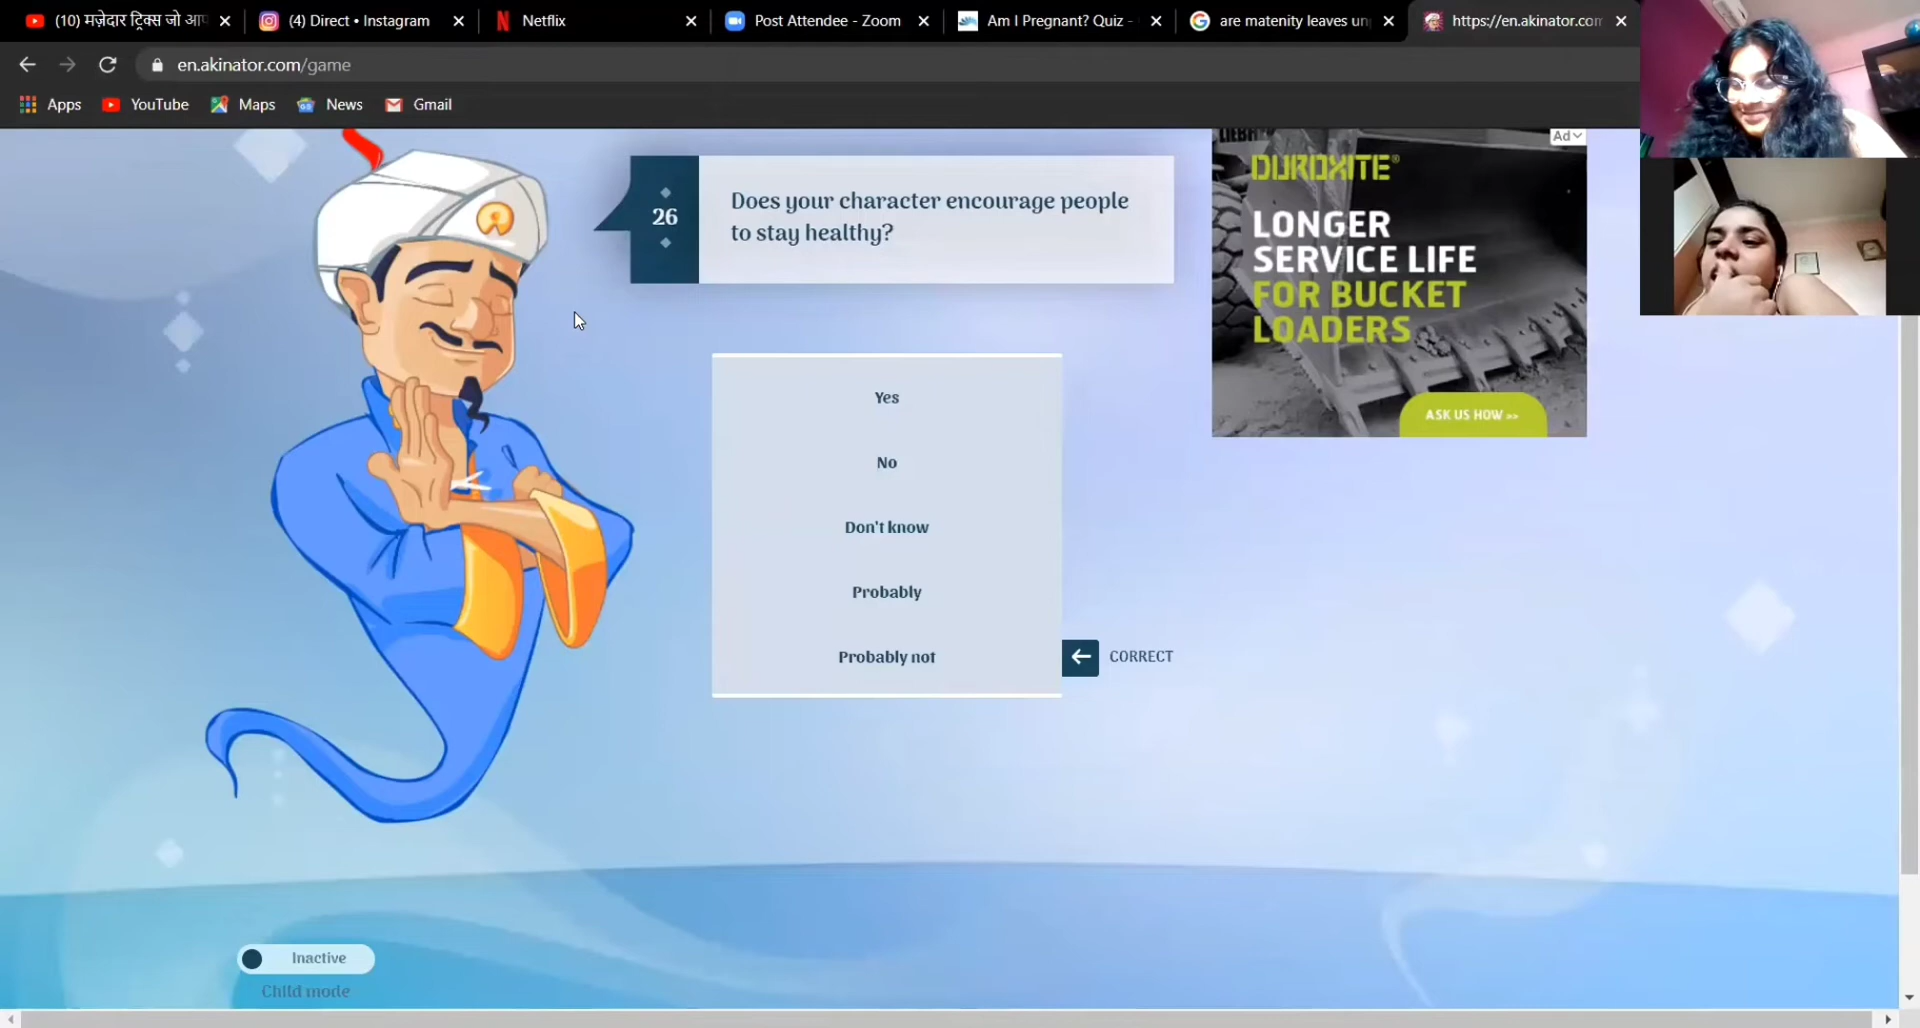 (10) मज़ेदार ट्रिक्स जो आप
(4) Direct • Instagram
Netflix
Post Attendee - Zoom
Am I Pregnant? Quiz -
are matenity leaves un
https://en.akinator.com
en.akinator.com/game
Apps
YouTube
Maps
News
Gmail
26
Does your character encourage people
to stay healthy?
Yes
No
Don't know
Probably
Probably not
CORRECT
Ad
DUROXITE®
LONGER
SERVICE LIFE
FOR BUCKET
LOADERS
ASK US HOW >>
Inactive
Child mode